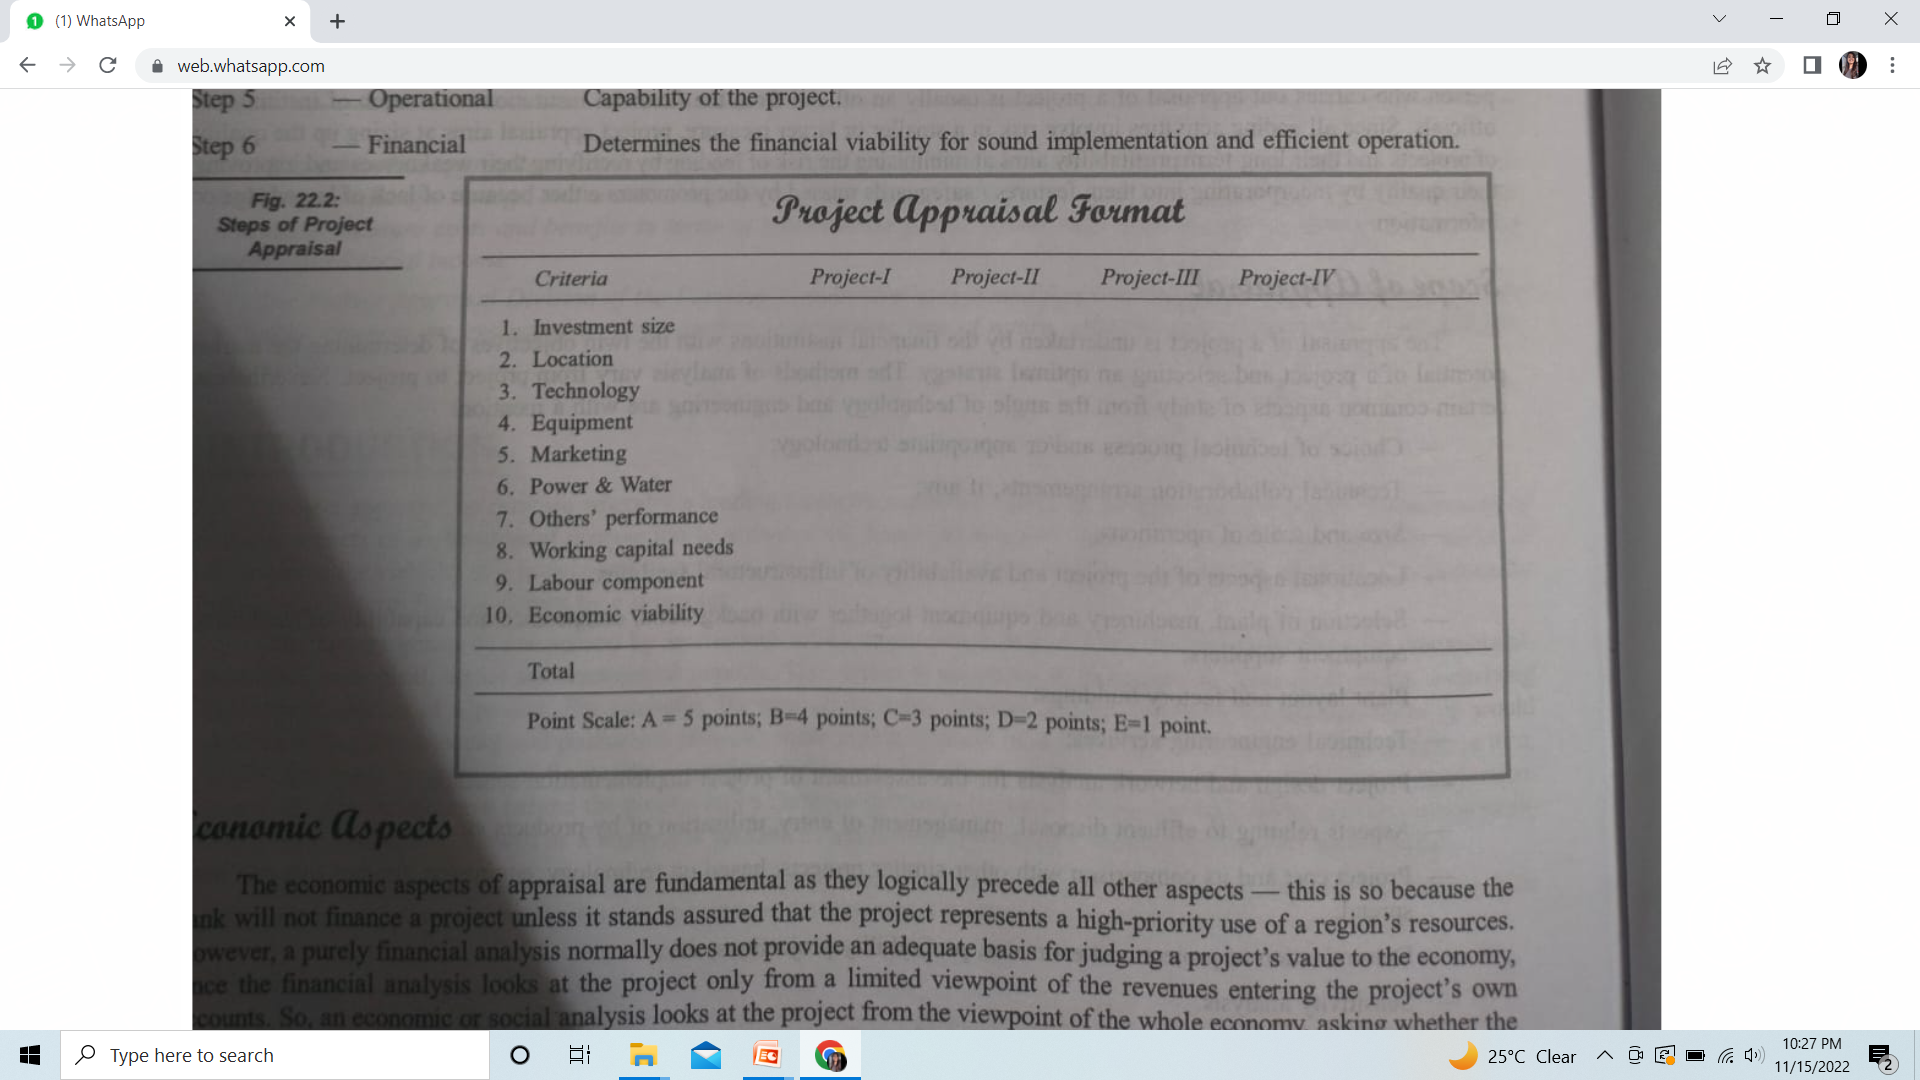 (1) WhatsApp
web.whatsapp.com
Step 5 — Operational Capability of the project.
Step 6 — Financial Determines the financial viability for sound implementation and efficient operation.
Fig. 22.2:
Steps of Project
Appraisal
Project Appraisal Format
Criteria Project-I Project-II Project-III Project-IV
1. Investment size
2. Location
3. Technology
4. Equipment
5. Marketing
6. Power & Water
7. Others' performance
8. Working capital needs
9. Labour component
10. Economic viability
Total
Point Scale: A = 5 points; B=4 points; C=3 points; D=2 points; E=1 point.
conomic Aspects
The economic aspects of appraisal are fundamental as they logically precede all other aspects — this is so because the
nk will not finance a project unless it stands assured that the project represents a high-priority use of a region's resources.
owever, a purely financial analysis normally does not provide an adequate basis for judging a project's value to the economy,
nce the financial analysis looks at the project only from a limited viewpoint of the revenues entering the project's own
counts. So, an economic or social analysis looks at the project from the viewpoint of the whole economy, asking whether the
Type here to search
25°C Clear
10:27 PM
11/15/2022
2